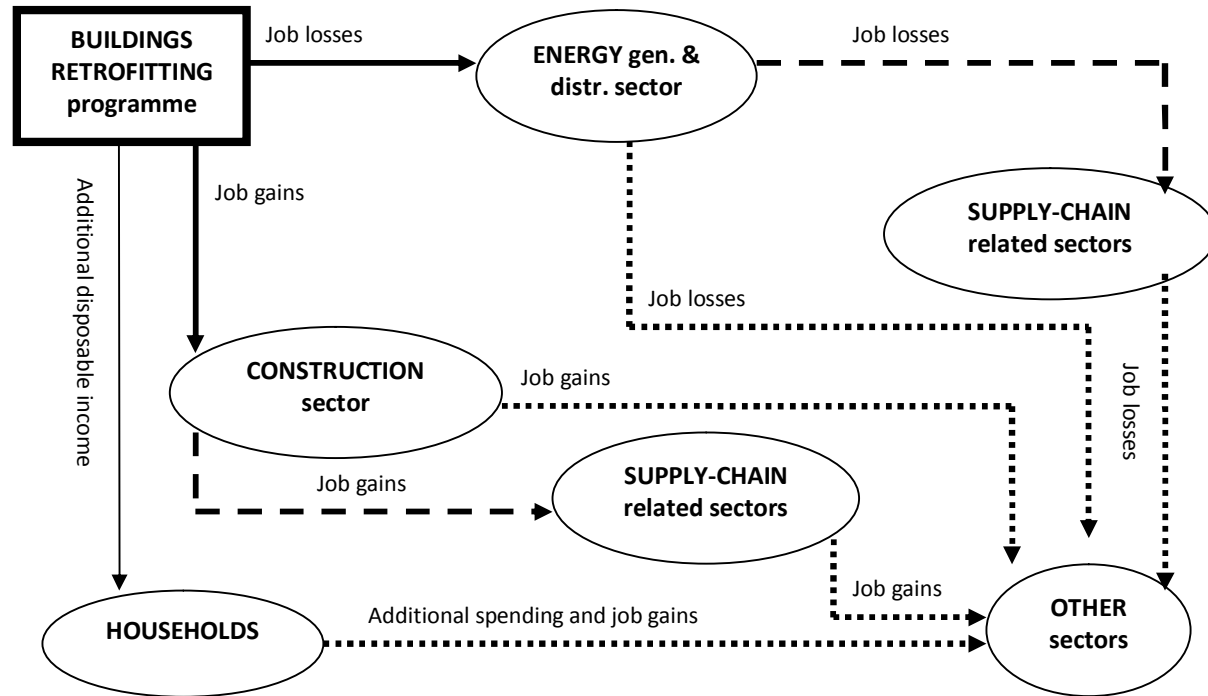 BUILDINGS
RETROFITTING
programme
Job losses
ENERGY gen. &
distr. sector
Job losses
Additional disposable income
Job gains
SUPPLY-CHAIN
related sectors
Job losses
CONSTRUCTION
sector
Job gains
Job losses
Job gains
SUPPLY-CHAIN
related sectors
Job gains
HOUSEHOLDS
Additional spending and job gains
OTHER
sectors